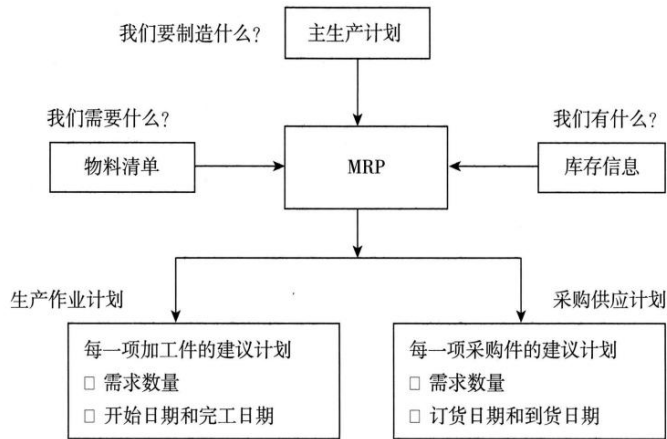 我们要制造什么?
主生产计划
我们需要什么?
我们有什么?
物料清单
MRP
库存信息
生产作业计划
采购供应计划
每一项加工件的建议计划
□ 需求数量
□ 开始日期和完工日期
每一项采购件的建议计划
□ 需求数量
□ 订货日期和到货日期